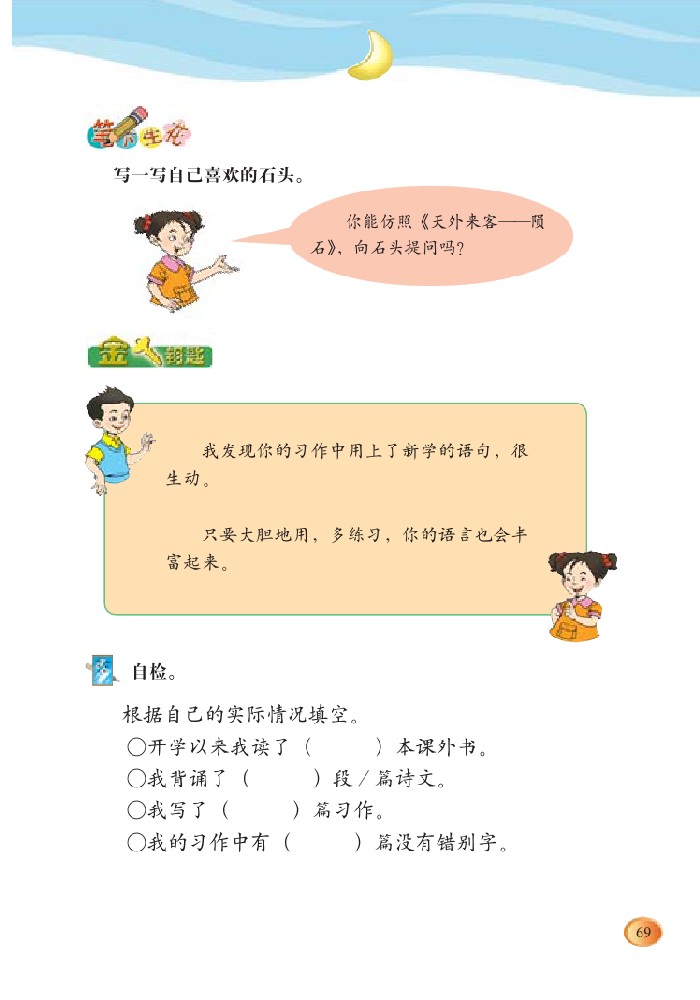 笔下生花
写一写自己喜欢的石头。
你能仿照《天外来客——陨
石》，向石头提问吗？
金钥匙
我发现你的习作中用上了新学的语句，很
生动。
只要大胆地用，多练习，你的语言也会丰
富起来。
自检。
根据自己的实际情况填空。
○开学以来我读了（　　　）本课外书。
○我背诵了（　　　）段/篇诗文。
○我写了（　　　）篇习作。
○我的习作中有（　　　）篇没有错别字。
69